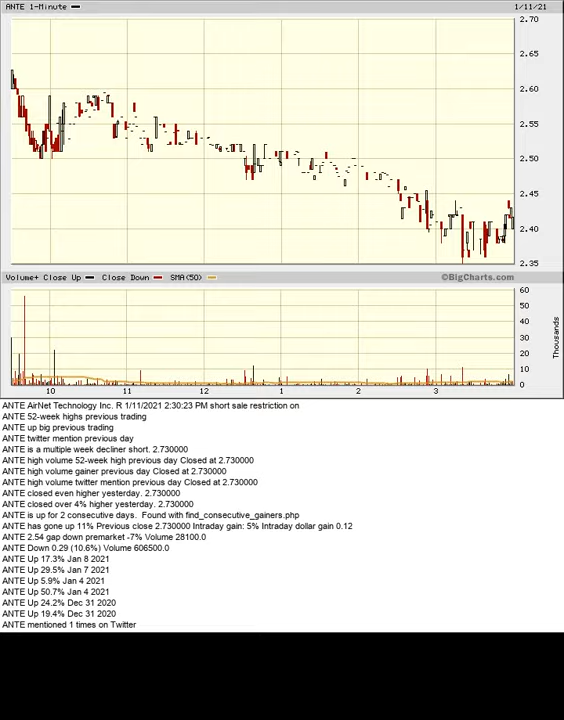 ANTE 1-Minute 1/11/21
2.70
2.65
2.60
2.55
2.50
2.45
2.40
2.35
Volume+ Close Up Close Down SMA(50) ©BigCharts.com
60
50
40
30
20
10
0
Thousands
10 11 12 1 2 3
ANTE AirNet Technology Inc. R 1/11/2021 2:30:23 PM short sale restriction on
ANTE 52-week highs previous trading
ANTE up big previous trading
ANTE twitter mention previous day
ANTE is a multiple week decliner short. 2.730000
ANTE high volume 52-week high previous day Closed at 2.730000
ANTE high volume gainer previous day Closed at 2.730000
ANTE high volume twitter mention previous day Closed at 2.730000
ANTE closed even higher yesterday. 2.730000
ANTE closed over 4% higher yesterday. 2.730000
ANTE is up for 2 consecutive days. Found with find_consecutive_gainers.php
ANTE has gone up 11% Previous close 2.730000 Intraday gain: 5% Intraday dollar gain 0.12
ANTE 2.54 gap down premarket -7% Volume 28100.0
ANTE Down 0.29 (10.6%) Volume 606500.0
ANTE Up 17.3% Jan 8 2021
ANTE Up 29.5% Jan 7 2021
ANTE Up 5.9% Jan 4 2021
ANTE Up 50.7% Jan 4 2021
ANTE Up 24.2% Dec 31 2020
ANTE Up 19.4% Dec 31 2020
ANTE mentioned 1 times on Twitter